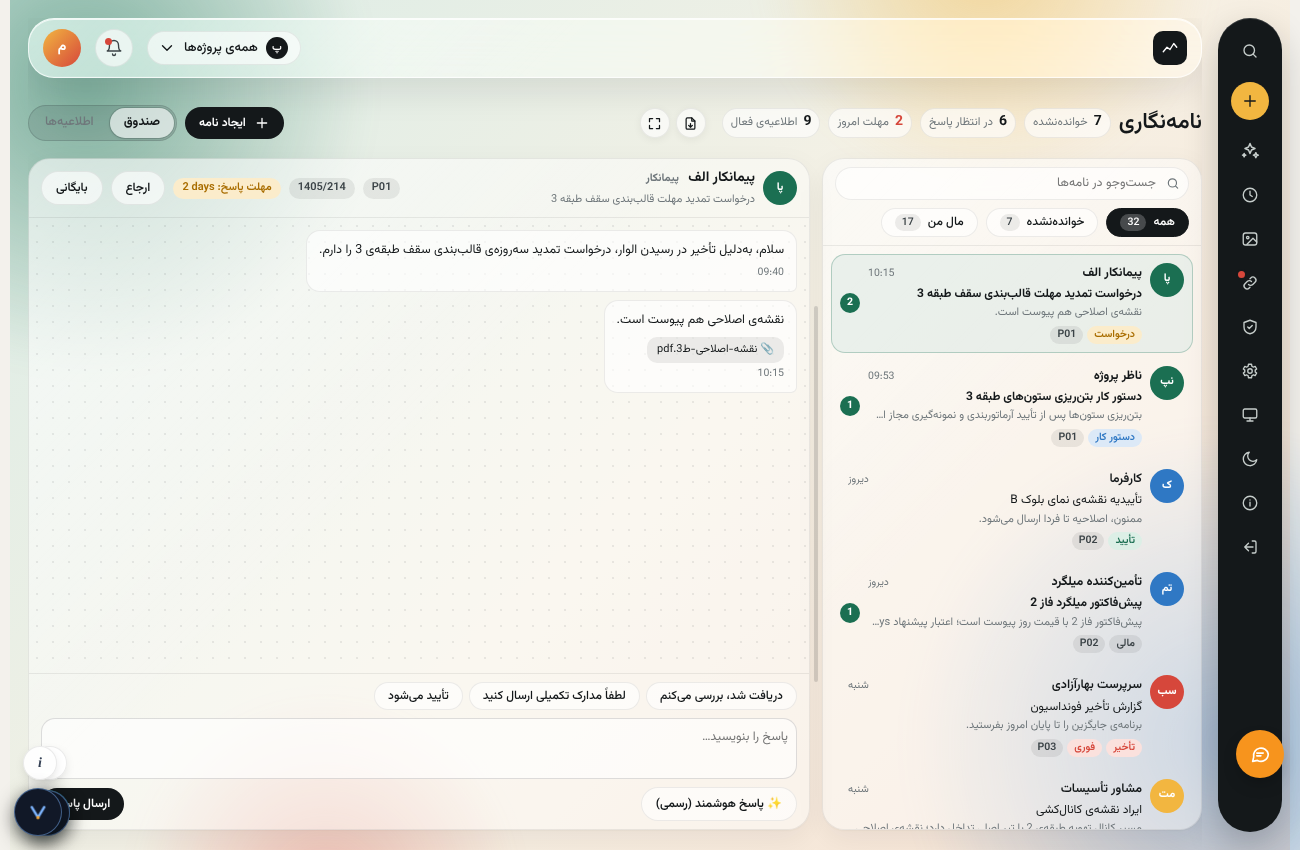 همه‌ی پروژه‌ها
پ
م
نامه‌نگاری
7 خوانده‌نشده
6 در انتظار پاسخ
2 مهلت امروز
9 اطلاعیه‌ی فعال
ایجاد نامه
صندوق
اطلاعیه‌ها
جست‌وجو در نامه‌ها
همه 32
خوانده‌نشده 7
مال من 17
پا
پیمانکار الف
10:15
درخواست تمدید مهلت قالب‌بندی سقف طبقه 3
2
نقشه‌ی اصلاحی هم پیوست است.
درخواست
P01
نپ
ناظر پروژه
09:53
دستور کار بتن‌ریزی ستون‌های طبقه 3
1
بتن‌ریزی ستون‌ها پس از تأیید آرماتوربندی و نمونه‌گیری مجاز ا...
دستور کار
P01
ک
کارفرما
دیروز
تأییدیه نقشه‌ی نمای بلوک B
ممنون، اصلاحیه تا فردا ارسال می‌شود.
تأیید
P02
تم
تأمین‌کننده میلگرد
دیروز
پیش‌فاکتور میلگرد فاز 2
1
پیش‌فاکتور فاز 2 با قیمت روز پیوست است؛ اعتبار پیشنهاد ys...
مالی
P02
سب
سرپرست بهارآزادی
شنبه
گزارش تأخیر فونداسیون
برنامه‌ی جایگزین را تا پایان امروز بفرستید.
تأخیر
فوری
P03
مت
مشاور تأسیسات
شنبه
ایراد نقشه‌ی کانال‌کشی
پا
پیمانکار الف پیمانکار
درخواست تمدید مهلت قالب‌بندی سقف طبقه 3
P01
1405/214
مهلت پاسخ: 2 days
ارجاع
بایگانی
سلام، به‌دلیل تأخیر در رسیدن الوار، درخواست تمدید سه‌روزه‌ی قالب‌بندی سقف طبقه‌ی 3 را دارم.
09:40
نقشه‌ی اصلاحی هم پیوست است.
📎 نقشه-اصلاحی-ط3.pdf
10:15
دریافت شد، بررسی می‌کنم
لطفاً مدارک تکمیلی ارسال کنید
تأیید می‌شود
پاسخ را بنویسید...
✨ پاسخ هوشمند (رسمی)
ارسال پا
i